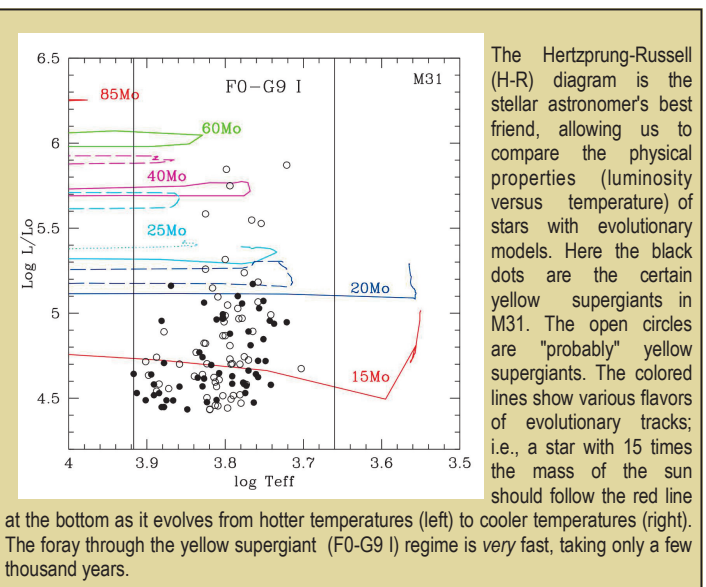 6.5
6
5.5
5
4.5
Log L/Lo
F0-G9 I
M31
85Mo
60Mo
40Mo
25Mo
20Mo
15Mo
4
3.9
3.8
3.7
3.6
3.5
log Teff
The Hertzprung-Russell
(H-R) diagram is the
stellar astronomer's best
friend, allowing us to
compare the physical
properties (luminosity
versus temperature) of
stars with evolutionary
models. Here the black
dots are the certain
yellow supergiants in
M31. The open circles
are "probably" yellow
supergiants. The colored
lines show various flavors
of evolutionary tracks;
i.e., a star with 15 times
the mass of the sun
should follow the red line
at the bottom as it evolves from hotter temperatures (left) to cooler temperatures (right).
The foray through the yellow supergiant (F0-G9 I) regime is very fast, taking only a few
thousand years.